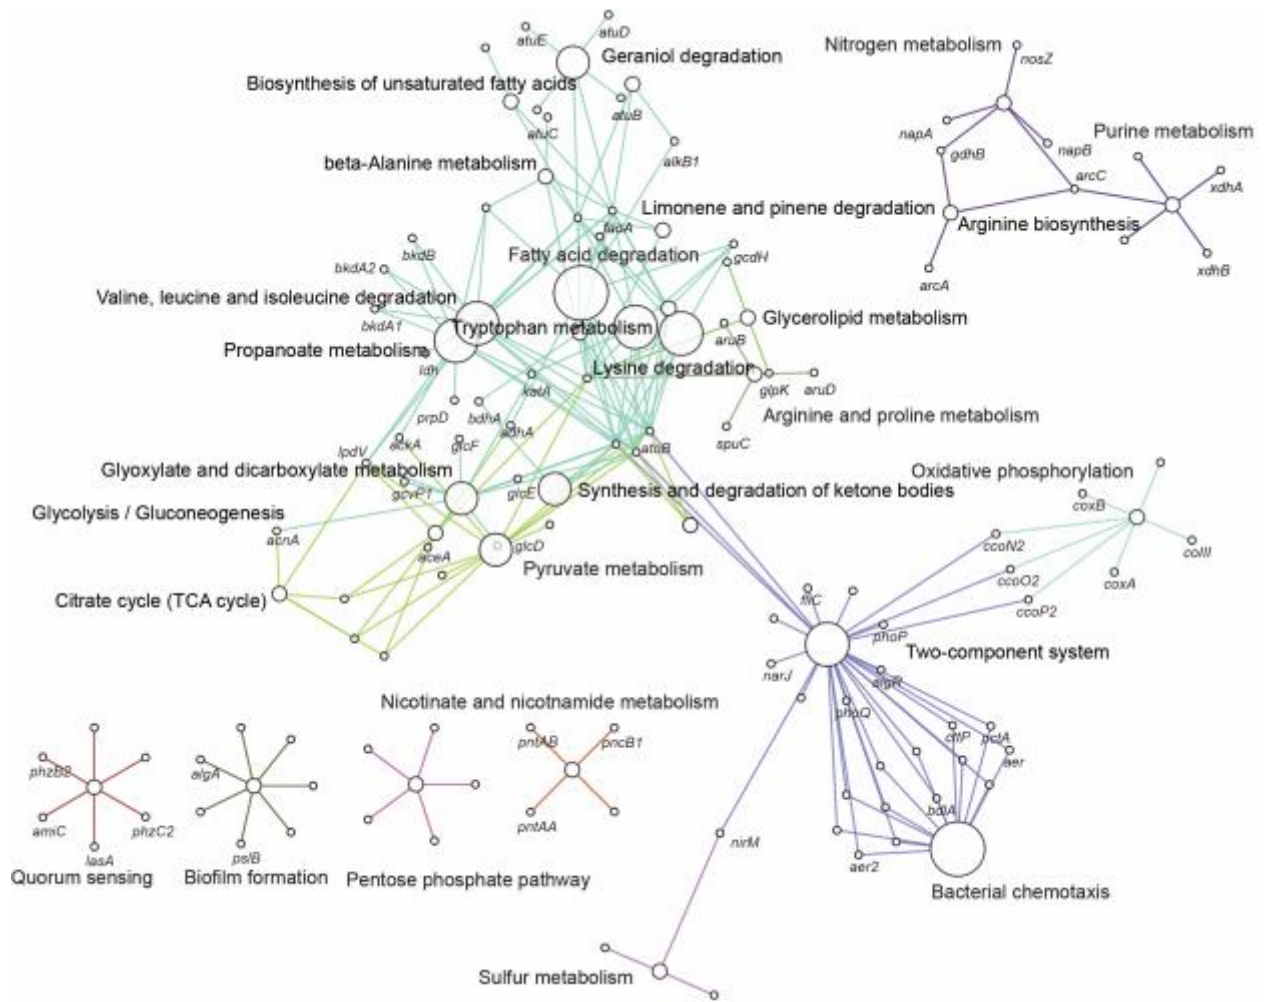 atuE
atuD
Geraniol degradation
Nitrogen metabolism
nosZ
Biosynthesis of unsaturated fatty acids
atuB
atuC
napA
Purine metabolism
napB
gdhB
beta-Alanine metabolism
alkB1
arcC
xdhA
Limonene and pinene degradation
Arginine biosynthesis
fadA
bkdB
Fatty acid degradation
gcdH
xdhB
bkdA2
arcA
Valine, leucine and isoleucine degradation
bkdA1
Tryptophan metabolism
Glycerolipid metabolism
aruB
Propanoate metabolism
ldh
Lysine degradation
katA
glpK
aruD
prpD
bdhA
Arginine and proline metabolism
adhA
spuC
ackA
glcF
lpdV
atoB
Glyoxylate and dicarboxylate metabolism
Oxidative phosphorylation
gcvP1
glcE
Synthesis and degradation of ketone bodies
coxB
Glycolysis / Gluconeogenesis
acnA
aceA
glcD
ccoN2
coIII
Pyruvate metabolism
ccoO2
coxA
Citrate cycle (TCA cycle)
fliC
ccoP2
phoP
Two-component system
narJ
algR
Nicotinate and nicotnamide metabolism
phoQ
pntAB
pncB1
cttP
pctA
phzB2
algA
aer
bdlA
amiC
phzC2
pntAA
nirM
lasA
pslB
aer2
Quorum sensing
Biofilm formation
Pentose phosphate pathway
Bacterial chemotaxis
Sulfur metabolism